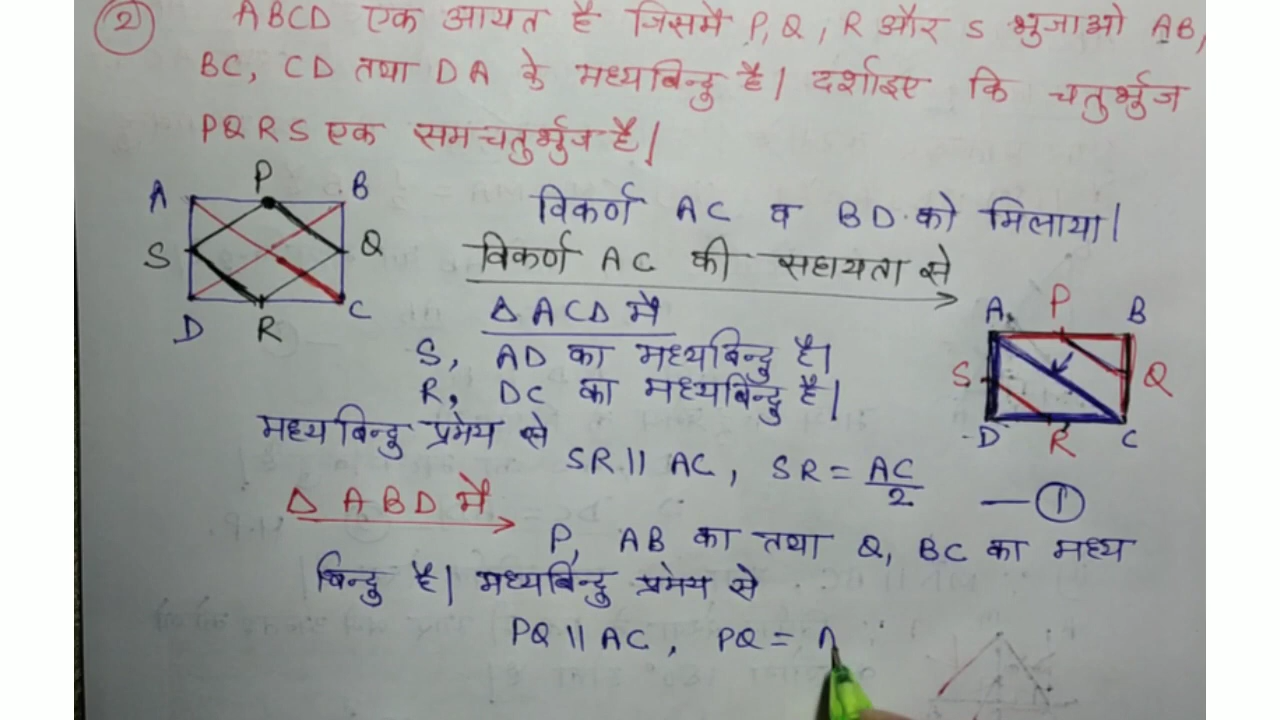 2) ABCD एक आयत है जिसमें P, Q, R और S भुजाओं AB,
BC, CD तथा DA के मध्यबिन्दु है। दर्शाइए कि चतुर्भुज
PQRS एक समचतुर्भुज है।
A P B
S Q
D R C
विकर्ण AC व BD को मिलाया।
विकर्ण AC की सहायता से
Δ ACD में
S, AD का मध्यबिन्दु है।
R, DC का मध्यबिन्दु है।
A P B
S Q
D R C
मध्यबिन्दु प्रमेय से
SR || AC, SR = AC/2 — ①
Δ ABD में
P, AB का तथा Q, BC का मध्य
बिन्दु है। मध्यबिन्दु प्रमेय से
PQ || AC, PQ =